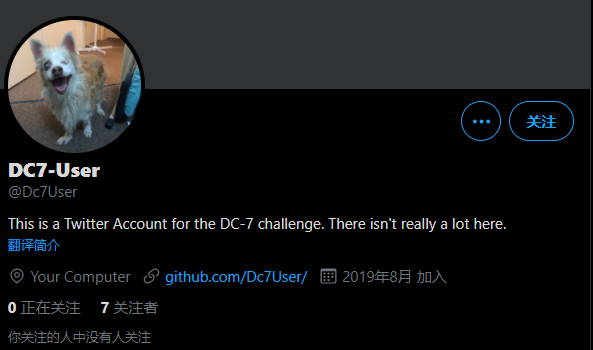 关注
DC7-User
@Dc7User
This is a Twitter Account for the DC-7 challenge. There isn't really a lot here.
翻译简介
Your Computer github.com/Dc7User/ 2019年8月 加入
0 正在关注 7 关注者
你关注的人中没有人关注